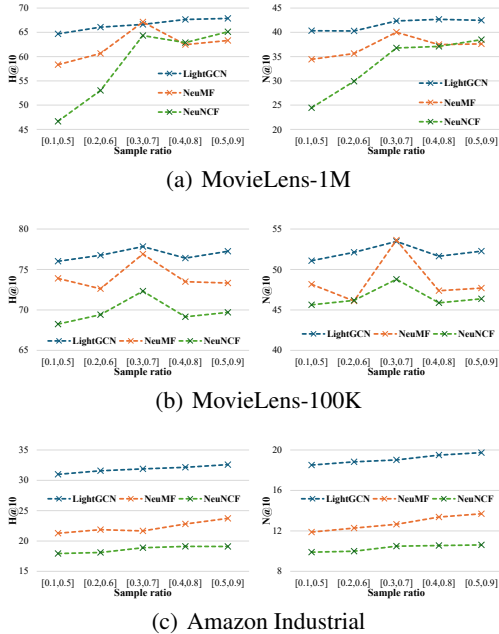 70
65
60
55
50
45
H@10
LightGCN
NeuMF
NeuNCF
[0.1,0.5] [0.2,0.6] [0.3,0.7] [0.4,0.8] [0.5,0.9]
Sample ratio
45
40
35
30
25
20
N@10
LightGCN
NeuMF
NeuNCF
[0.1,0.5] [0.2,0.6] [0.3,0.7] [0.4,0.8] [0.5,0.9]
Sample ratio
(a) MovieLens-1M
80
75
70
65
H@10
LightGCN NeuMF NeuNCF
[0.1,0.5] [0.2,0.6] [0.3,0.7] [0.4,0.8] [0.5,0.9]
Sample ratio
55
50
45
40
N@10
LightGCN NeuMF NeuNCF
[0.1,0.5] [0.2,0.6] [0.3,0.7] [0.4,0.8] [0.5,0.9]
Sample ratio
(b) MovieLens-100K
35
30
25
20
15
H@10
LightGCN NeuMF NeuNCF
[0.1,0.5] [0.2,0.6] [0.3,0.7] [0.4,0.8] [0.5,0.9]
Sample ratio
20
16
12
8
N@10
LightGCN NeuMF NeuNCF
[0.1,0.5] [0.2,0.6] [0.3,0.7] [0.4,0.8] [0.5,0.9]
Sample ratio
(c) Amazon Industrial